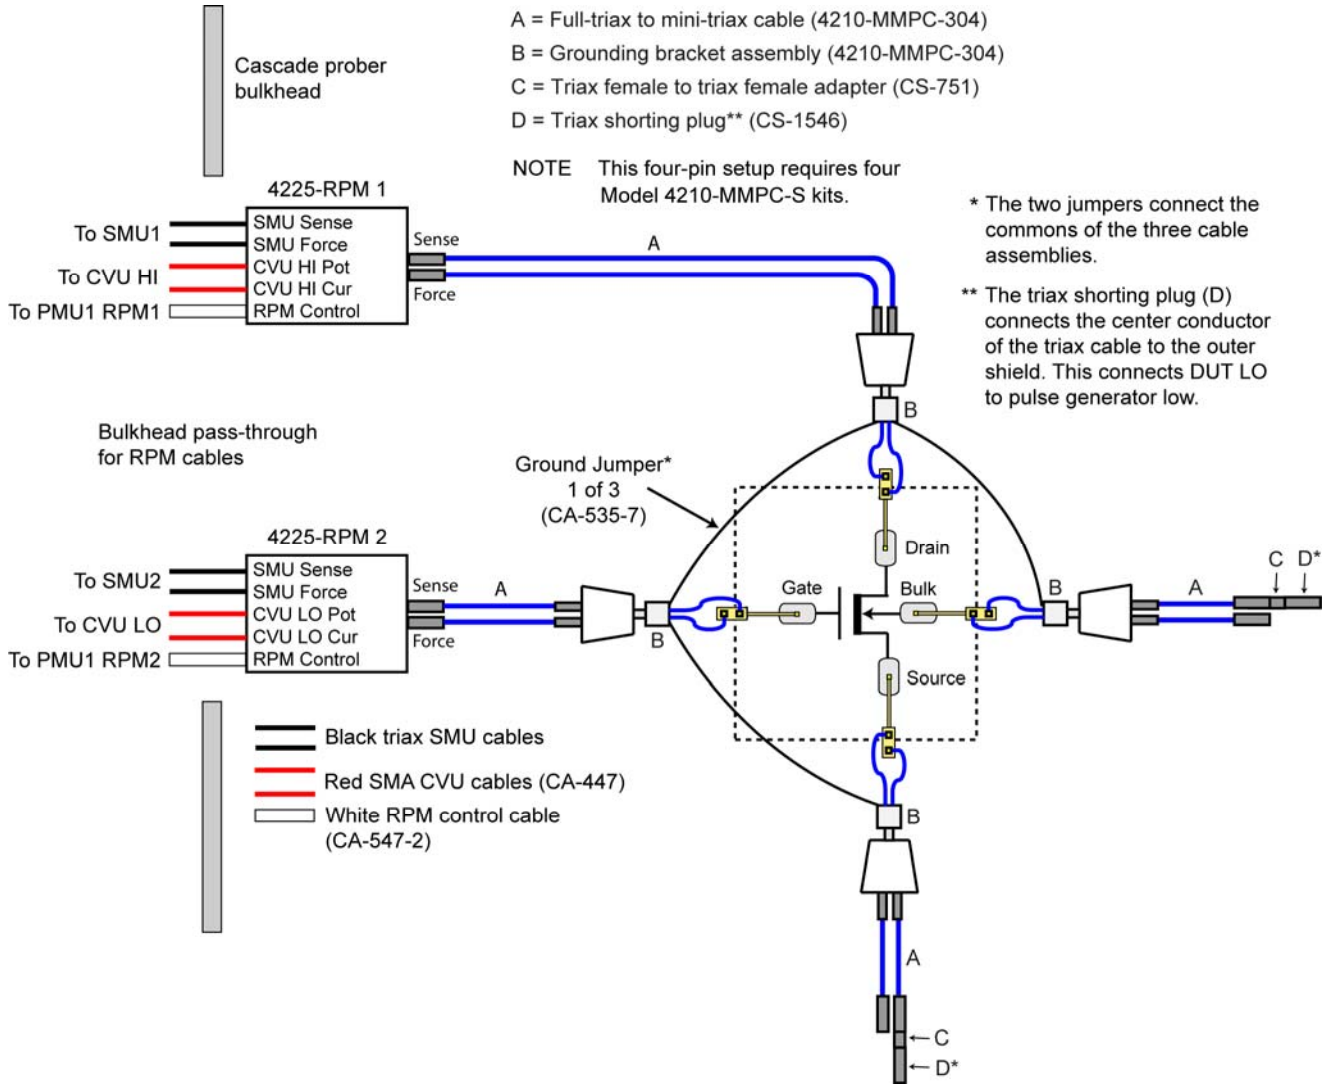 A = Full-triax to mini-triax cable (4210-MMPC-304)
B = Grounding bracket assembly (4210-MMPC-304)
C = Triax female to triax female adapter (CS-751)
D = Triax shorting plug** (CS-1546)
Cascade prober
bulkhead
NOTE This four-pin setup requires four
Model 4210-MMPC-S kits.
* The two jumpers connect the
commons of the three cable
assemblies.
** The triax shorting plug (D)
connects the center conductor
of the triax cable to the outer
shield. This connects DUT LO
to pulse generator low.
4225-RPM 1
To SMU1
To CVU HI
To PMU1 RPM1
SMU Sense
SMU Force
CVU HI Pot
CVU HI Cur
RPM Control
Sense
Force
A
B
Bulkhead pass-through
for RPM cables
Ground Jumper*
1 of 3
(CA-535-7)
4225-RPM 2
To SMU2
To CVU LO
To PMU1 RPM2
SMU Sense
SMU Force
CVU LO Pot
CVU LO Cur
RPM Control
Sense
Force
A
B
Drain
Gate
Bulk
Source
B
A
C
D*
Black triax SMU cables
Red SMA CVU cables (CA-447)
White RPM control cable
(CA-547-2)
B
A
C
D*